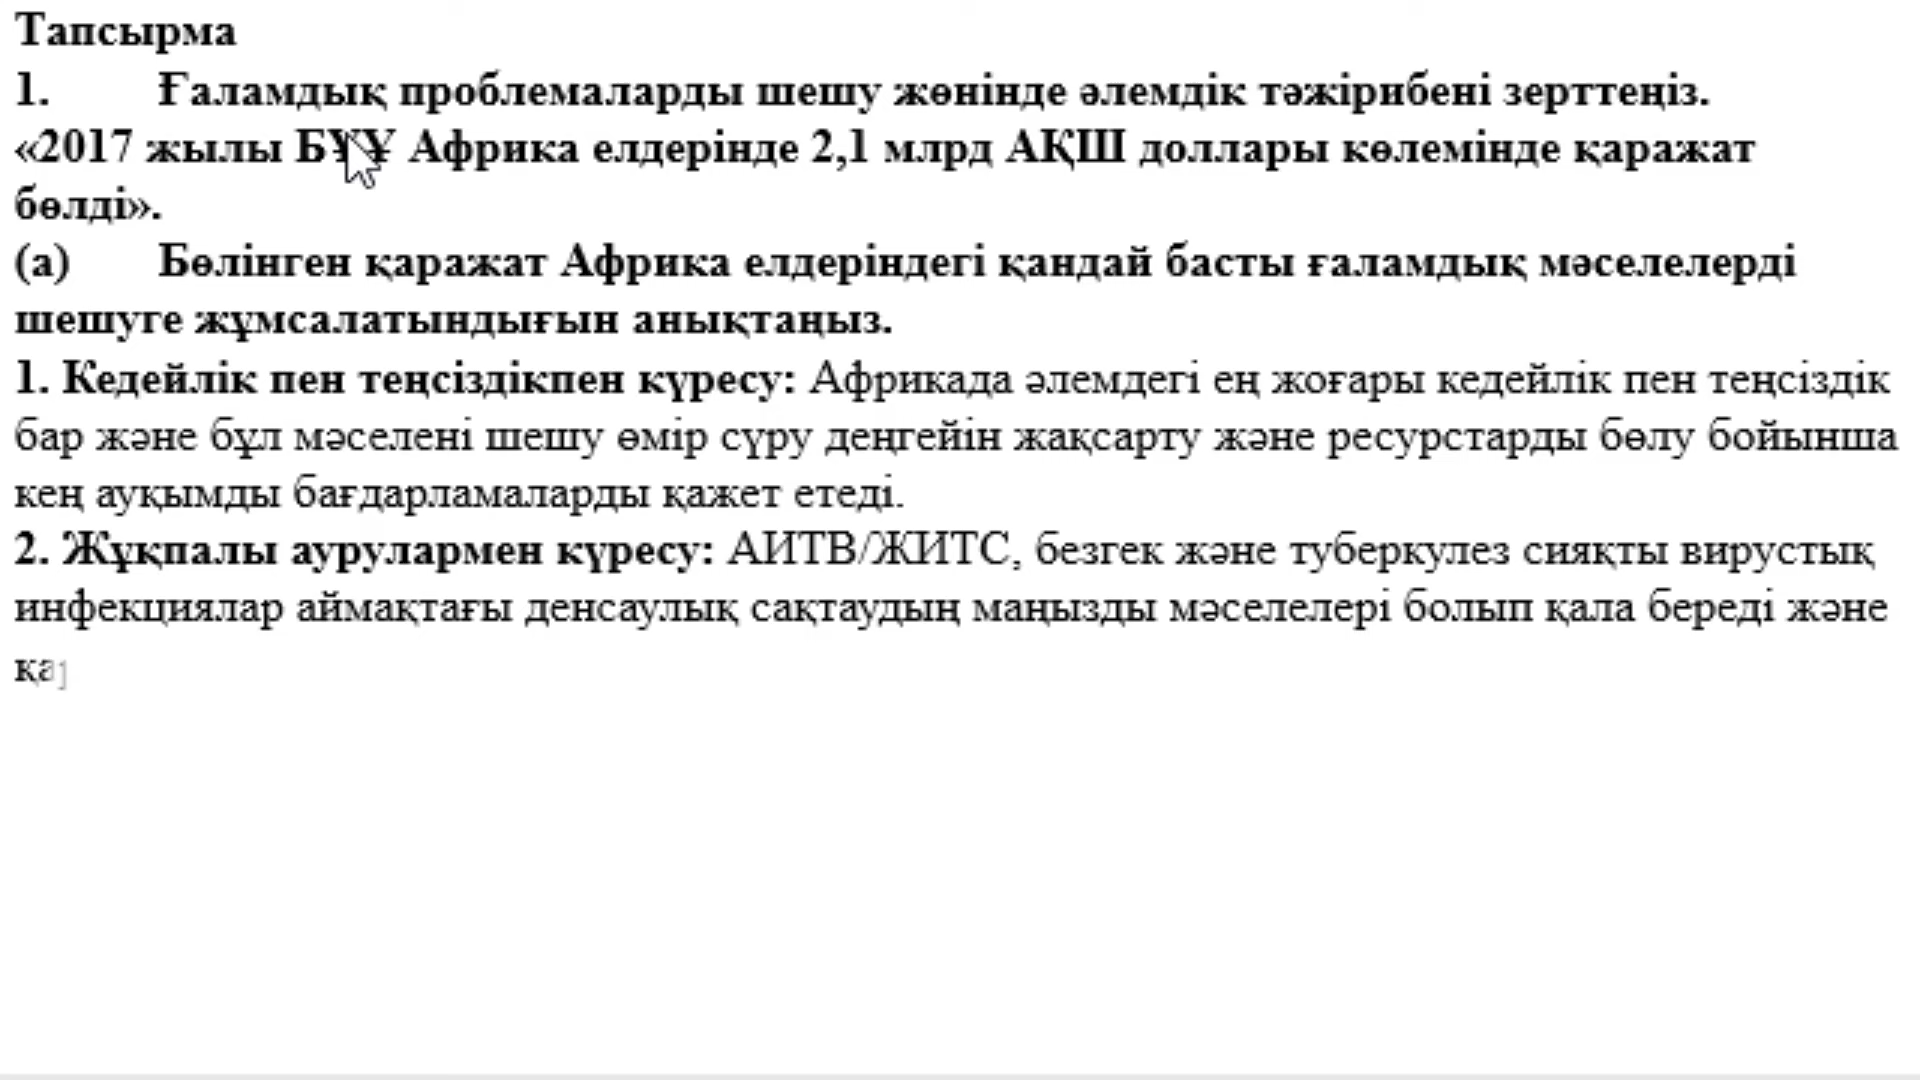 Тапсырма
1. Ғаламдық проблемаларды шешу жөнінде әлемдік тәжірибені зерттеңіз.
«2017 жылы БҰҰ Африка елдерінде 2,1 млрд АҚШ доллары көлемінде қаражат
бөлді».
(а) Бөлінген қаражат Африка елдеріндегі қандай басты ғаламдық мәселелерді
шешуге жұмсалатындығын анықтаңыз.
1. Кедейлік пен теңсіздікпен күресу: Африкада әлемдегі ең жоғары кедейлік пен теңсіздік
бар және бұл мәселені шешу өмір сүру деңгейін жақсарту және ресурстарды бөлу бойынша
кең ауқымды бағдарламаларды қажет етеді.
2. Жұқпалы аурулармен күресу: АИТВ/ЖИТС, безгек және туберкулез сияқты вирустық
инфекциялар аймақтағы денсаулық сақтаудың маңызды мәселелері болып қала береді және